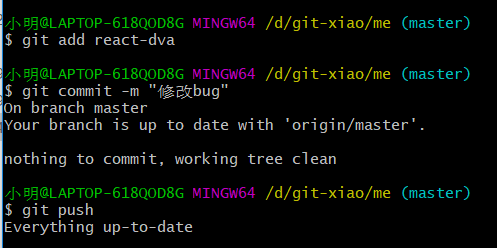 小明@LAPTOP-618QOD8G MINGW64 /d/git-xiao/me (master)
$ git add react-dva
小明@LAPTOP-618QOD8G MINGW64 /d/git-xiao/me (master)
$ git commit -m "修改bug"
On branch master
Your branch is up to date with 'origin/master'.
nothing to commit, working tree clean
小明@LAPTOP-618QOD8G MINGW64 /d/git-xiao/me (master)
$ git push
Everything up-to-date